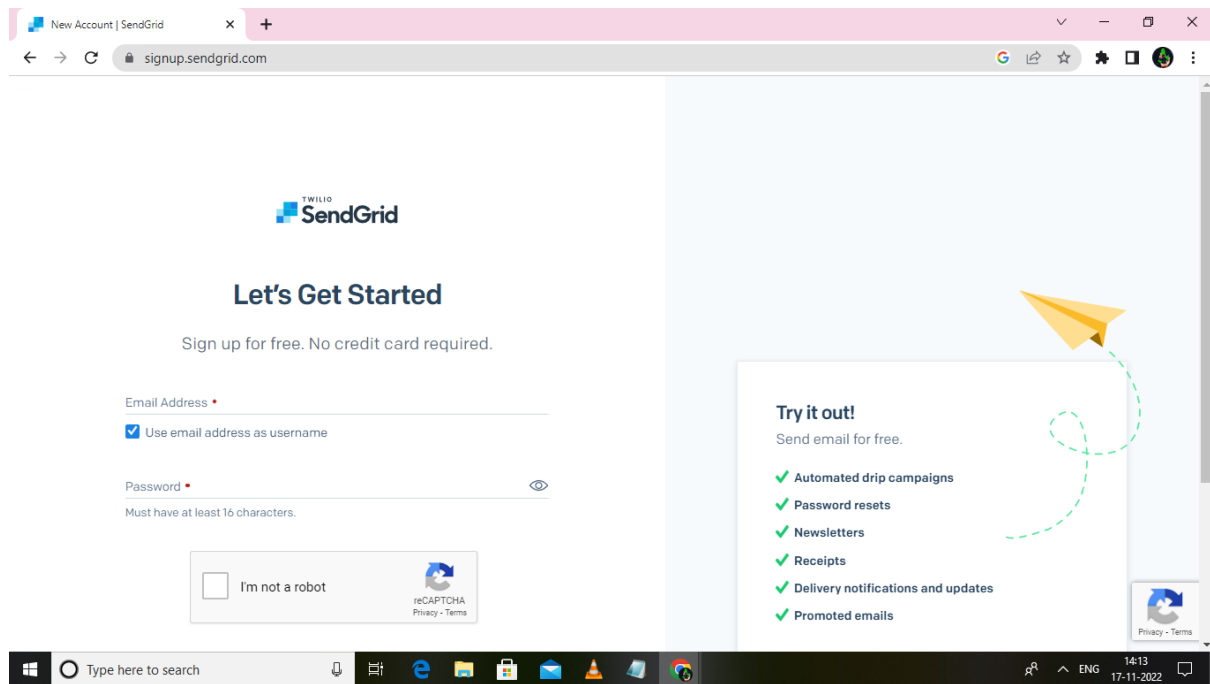 New Account | SendGrid
signup.sendgrid.com
TWILIO
SendGrid
Let's Get Started
Sign up for free. No credit card required.
Email Address •
Use email address as username
Password •
Must have at least 16 characters.
I'm not a robot
reCAPTCHA
Privacy - Terms
Try it out!
Send email for free.
Automated drip campaigns
Password resets
Newsletters
Receipts
Delivery notifications and updates
Promoted emails
Privacy - Terms
Type here to search
ENG
14:13
17-11-2022